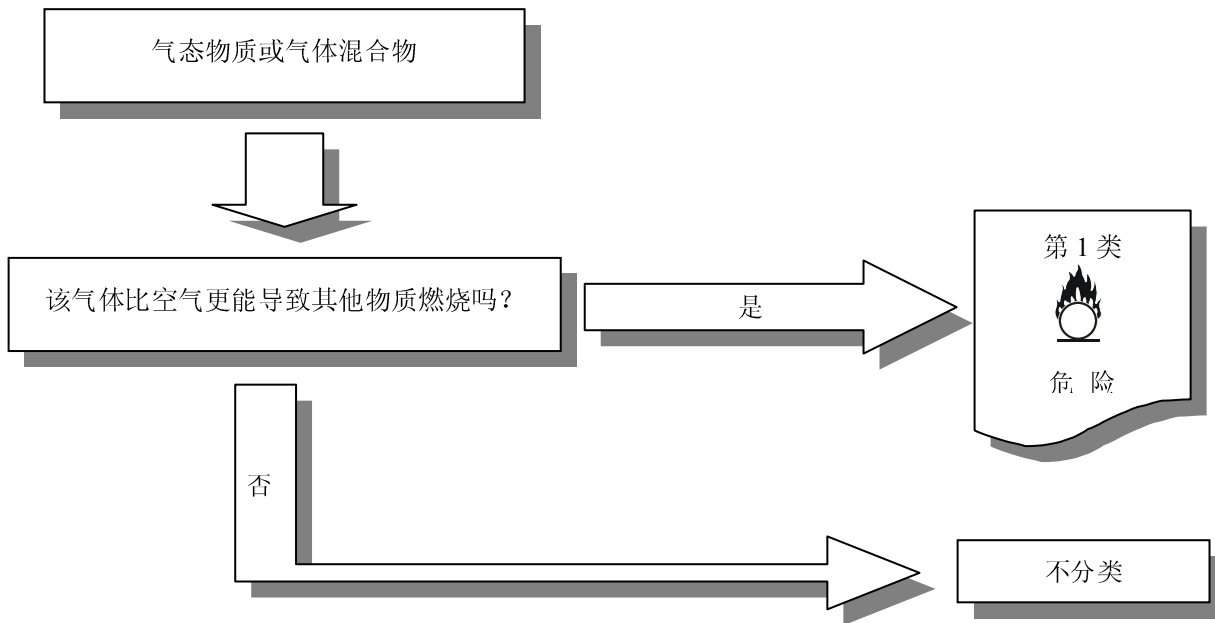 气态物质或气体混合物
该气体比空气更能导致其他物质燃烧吗？
是
第 1 类
危 险
否
不分类